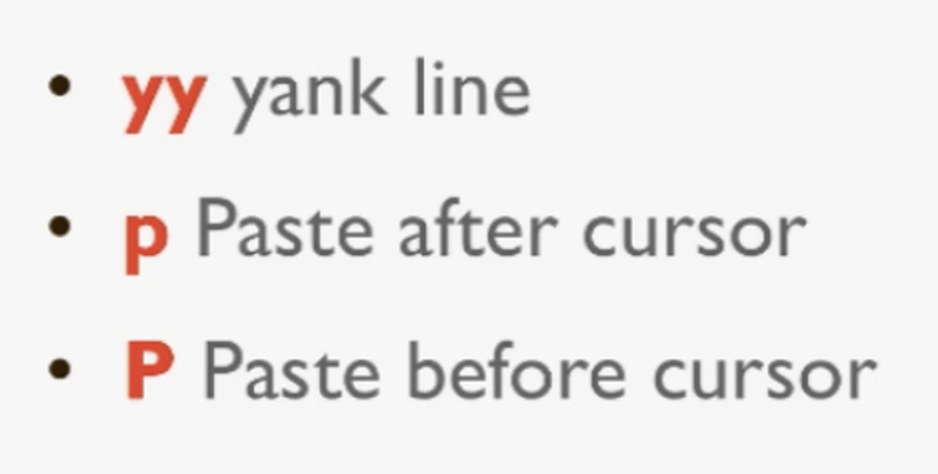 • yy yank line
• p Paste after cursor
• P Paste before cursor